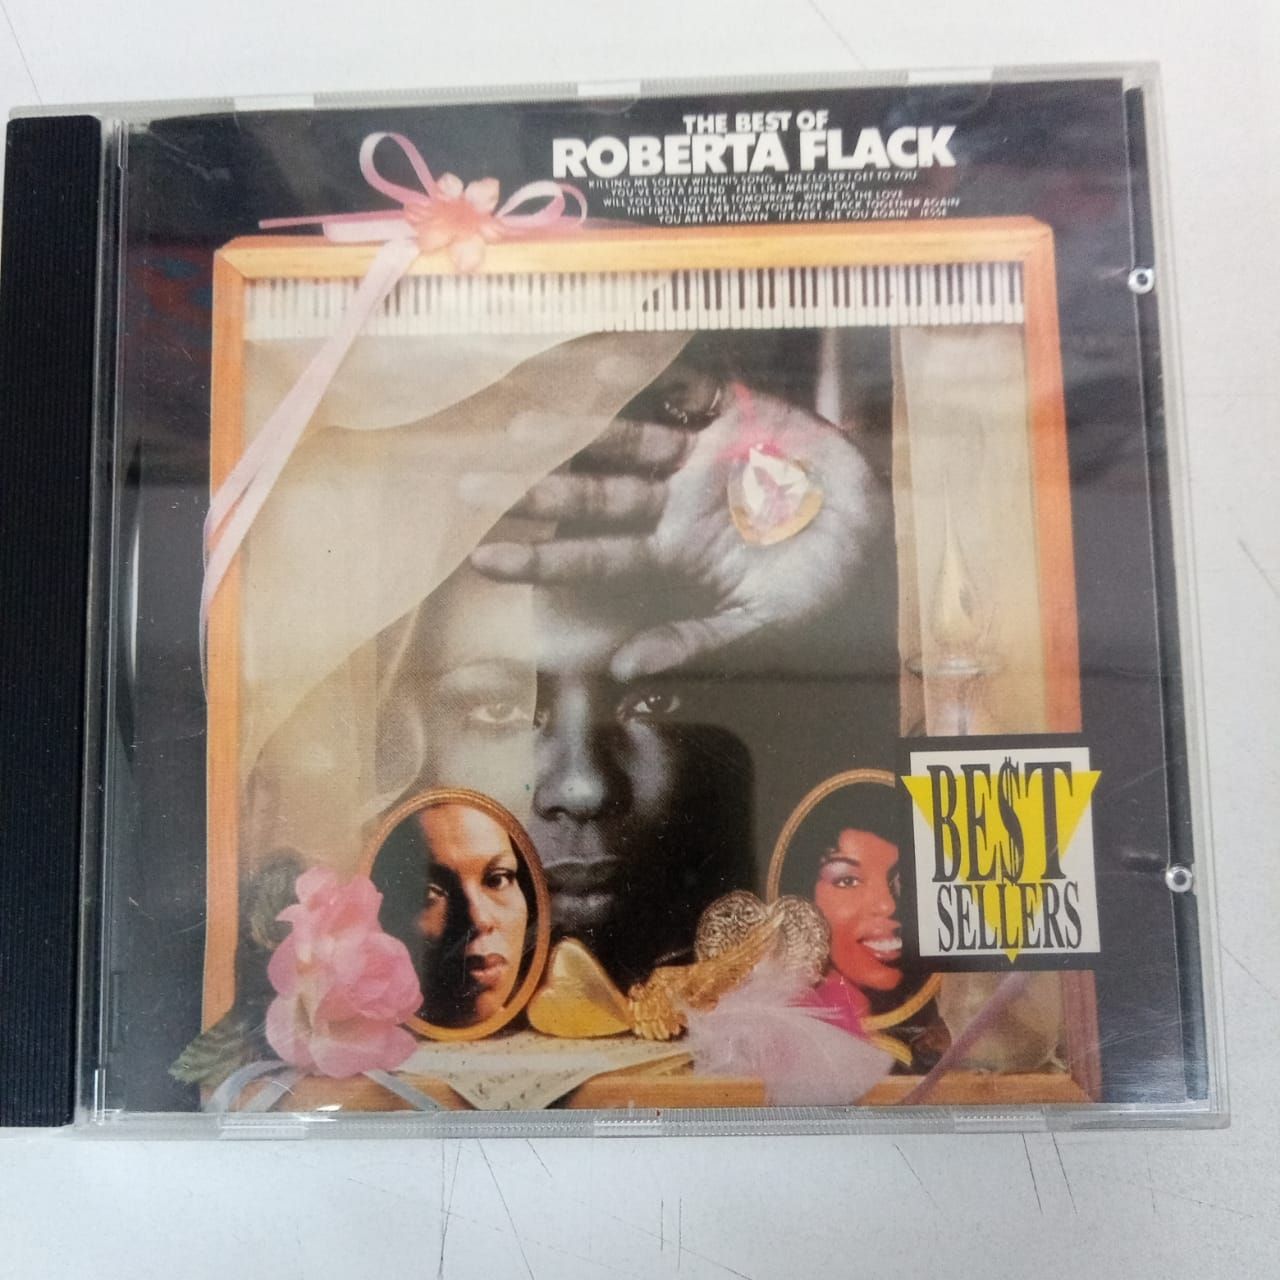 THE BEST OF
ROBERTA FLACK
KILLING ME SOFTLY WITH HIS SONG THE CLOSER I GET TO YOU
YOU'VE GOT A FRIEND FEEL LIKE MAKIN' LOVE
WILL YOU STILL LOVE ME TOMORROW WHERE IS THE LOVE
THE FIRST TIME EVER I SAW YOUR FACE BACK TOGETHER AGAIN
YOU ARE MY HEAVEN IF EVER I SEE YOU AGAIN JESSE
BE$T
SELLERS